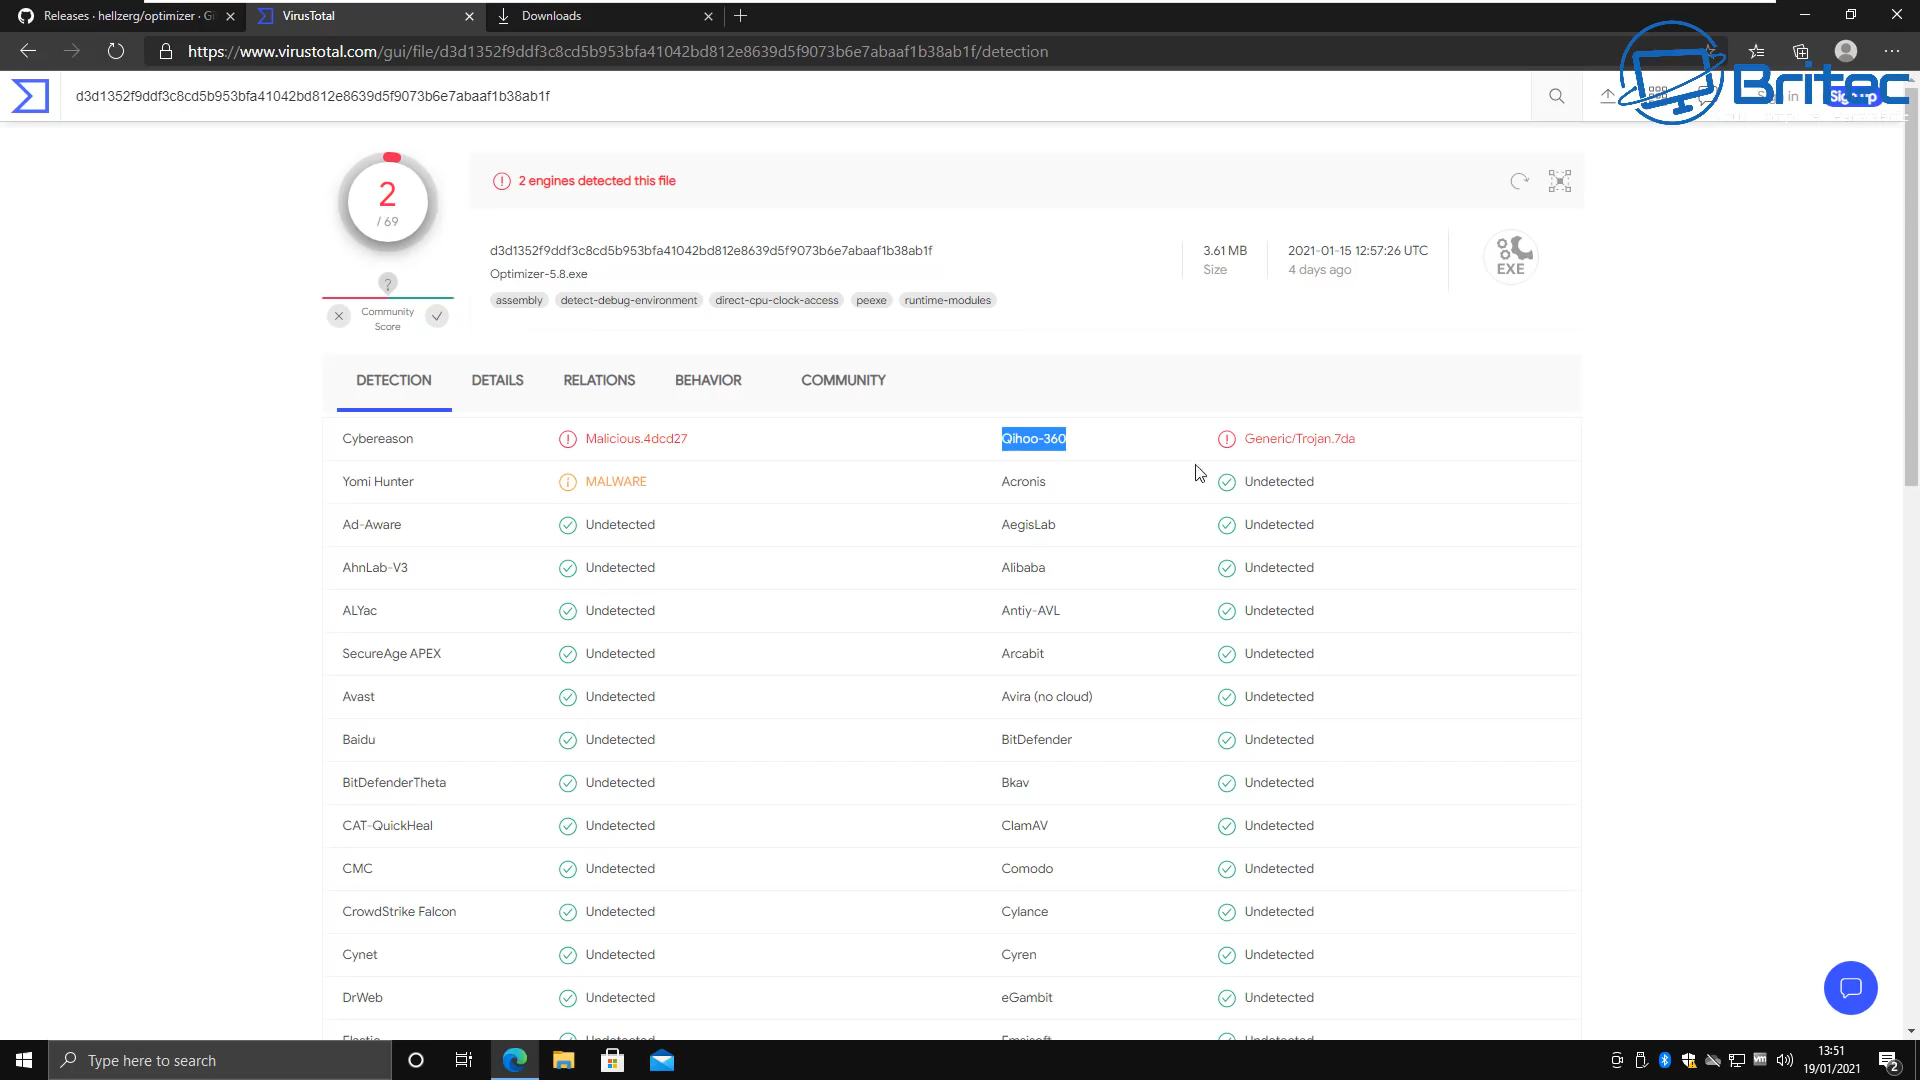 Releases · hellzerg/optimizer · Gi
VirusTotal
Downloads
https://www.virustotal.com/gui/file/d3d1352f9ddf3c8cd5b953bfa41042bd812e8639d5f9073b6e7abaaf1b38ab1f/detection
d3d1352f9ddf3c8cd5b953bfa41042bd812e8639d5f9073b6e7abaaf1b38ab1f
Sign in
Sign up
Britec
2
/ 69
2 engines detected this file
d3d1352f9ddf3c8cd5b953bfa41042bd812e8639d5f9073b6e7abaaf1b38ab1f
Optimizer-5.8.exe
assembly detect-debug-environment direct-cpu-clock-access peexe runtime-modules
3.61 MB
Size
2021-01-15 12:57:26 UTC
4 days ago
EXE
?
Community
Score
DETECTION DETAILS RELATIONS BEHAVIOR COMMUNITY
Cybereason Malicious.4dcd27 Qihoo-360 Generic/Trojan.7da
Yomi Hunter MALWARE Acronis Undetected
Ad-Aware Undetected AegisLab Undetected
AhnLab-V3 Undetected Alibaba Undetected
ALYac Undetected Antiy-AVL Undetected
SecureAge APEX Undetected Arcabit Undetected
Avast Undetected Avira (no cloud) Undetected
Baidu Undetected BitDefender Undetected
BitDefenderTheta Undetected Bkav Undetected
CAT-QuickHeal Undetected ClamAV Undetected
CMC Undetected Comodo Undetected
CrowdStrike Falcon Undetected Cylance Undetected
Cynet Undetected Cyren Undetected
DrWeb Undetected eGambit Undetected
Type here to search
13:51
19/01/2021
2